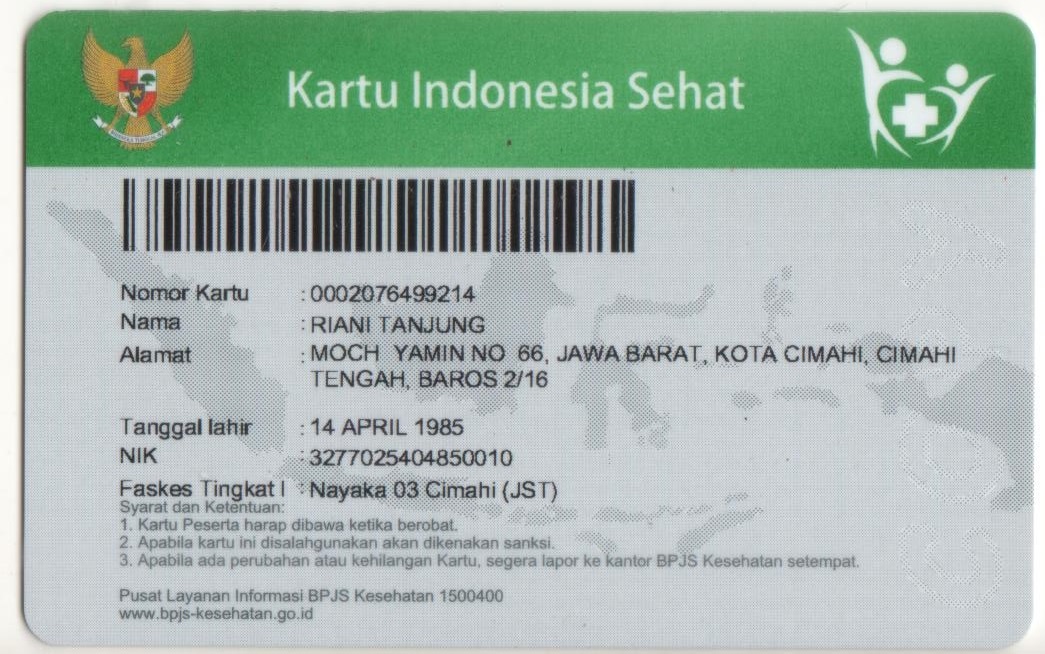 Kartu Indonesia Sehat
Nomor Kartu : 0002076499214
Nama : RIANI TANJUNG
Alamat : MOCH YAMIN NO 66, JAWA BARAT, KOTA CIMAHI, CIMAHI
TENGAH, BAROS 2/16
Tanggal lahir : 14 APRIL 1985
NIK : 3277025404850010
Faskes Tingkat I : Nayaka 03 Cimahi (JST)
Syarat dan Ketentuan:
1. Kartu Peserta harap dibawa ketika berobat.
2. Apabila kartu ini disalahgunakan akan dikenakan sanksi.
3. Apabila ada perubahan atau kehilangan Kartu, segera lapor ke kantor BPJS Kesehatan setempat.
Pusat Layanan Informasi BPJS Kesehatan 1500400
www.bpjs-kesehatan.go.id